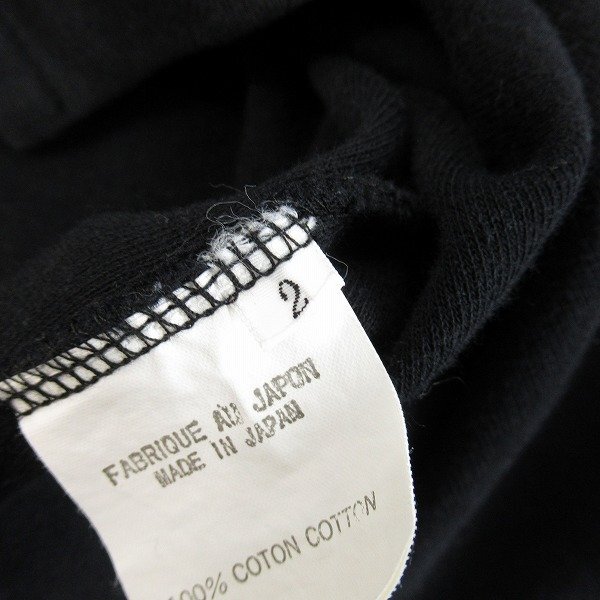 2
FABRIQUE AU JAPON
MADE IN JAPAN
100% COTON COTTON